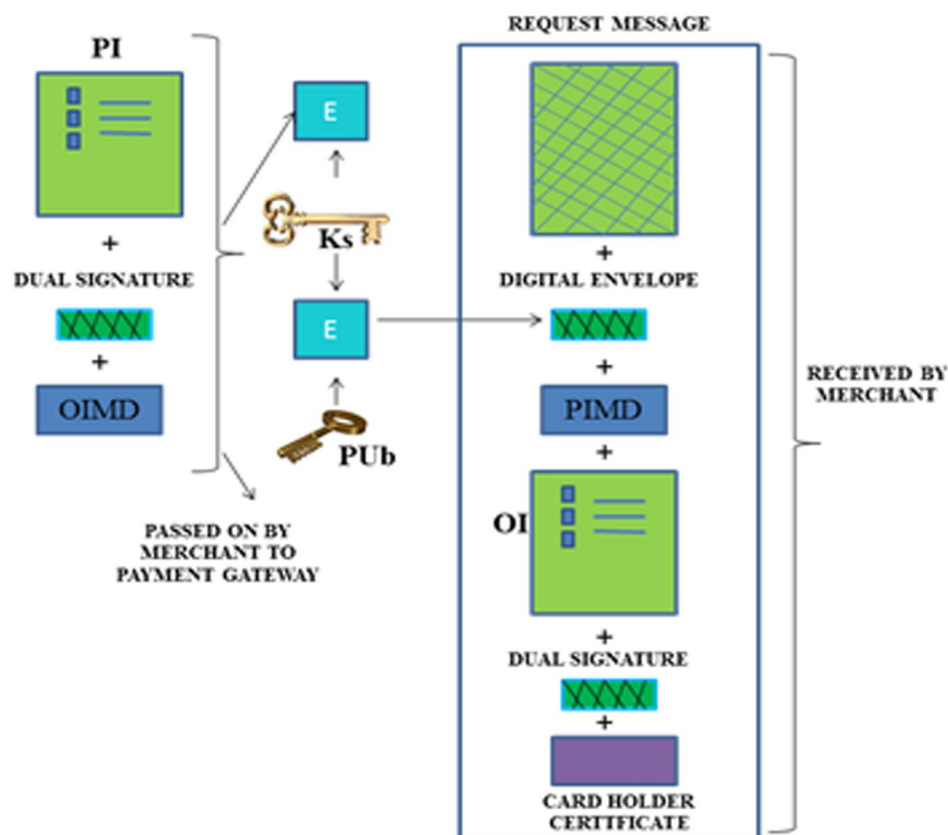 PI
+
DUAL SIGNATURE
+
OIMD
PASSED ON BY
MERCHANT TO
PAYMENT GATEWAY
E
Ks
E
PUb
REQUEST MESSAGE
+
DIGITAL ENVELOPE
+
PIMD
+
OI
+
DUAL SIGNATURE
+
CARD HOLDER
CERTIFICATE
RECEIVED BY
MERCHANT